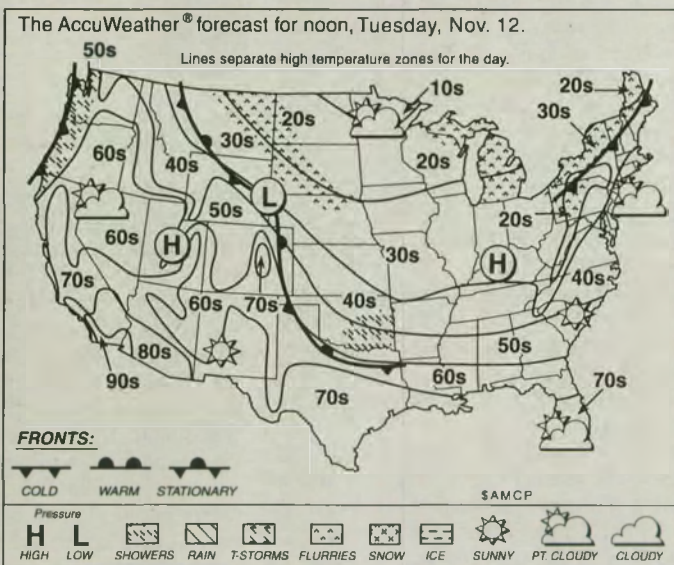 The AccuWeather® forecast for noon, Tuesday, Nov. 12.
Lines separate high temperature zones for the day.
50s
10s
20s
20s
30s
30s
60s
40s
20s
50s
L
20s
60s
H
30s
H
70s
60s
70s
40s
40s
80s
50s
90s
60s
70s
70s
FRONTS:
COLD WARM STATIONARY
$AMCP
Pressure
H L
HIGH LOW SHOWERS RAIN T-STORMS FLURRIES SNOW ICE SUNNY PT. CLOUDY CLOUDY